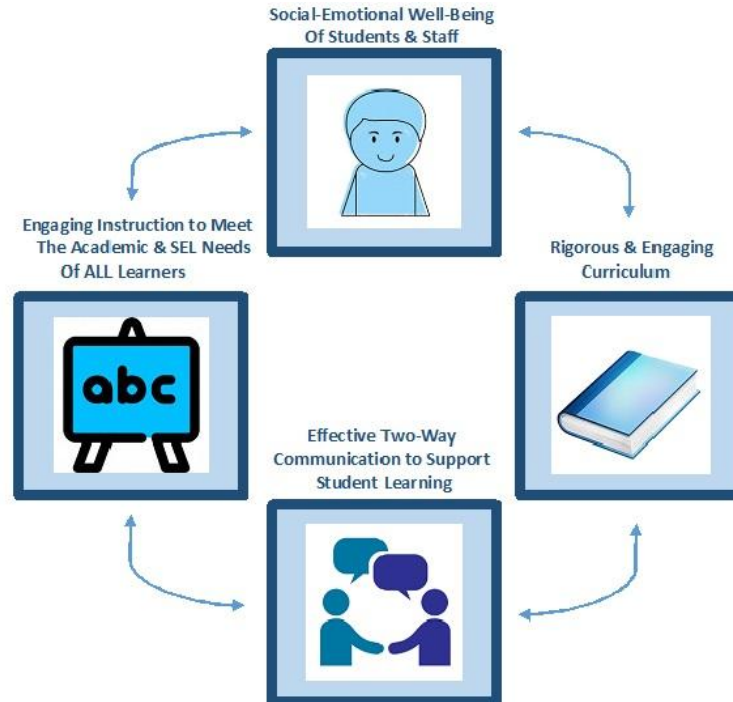 Social-Emotional Well-Being
Of Students & Staff
Engaging Instruction to Meet
The Academic & SEL Needs
Of ALL Learners
abc
Rigorous & Engaging
Curriculum
Effective Two-Way
Communication to Support
Student Learning